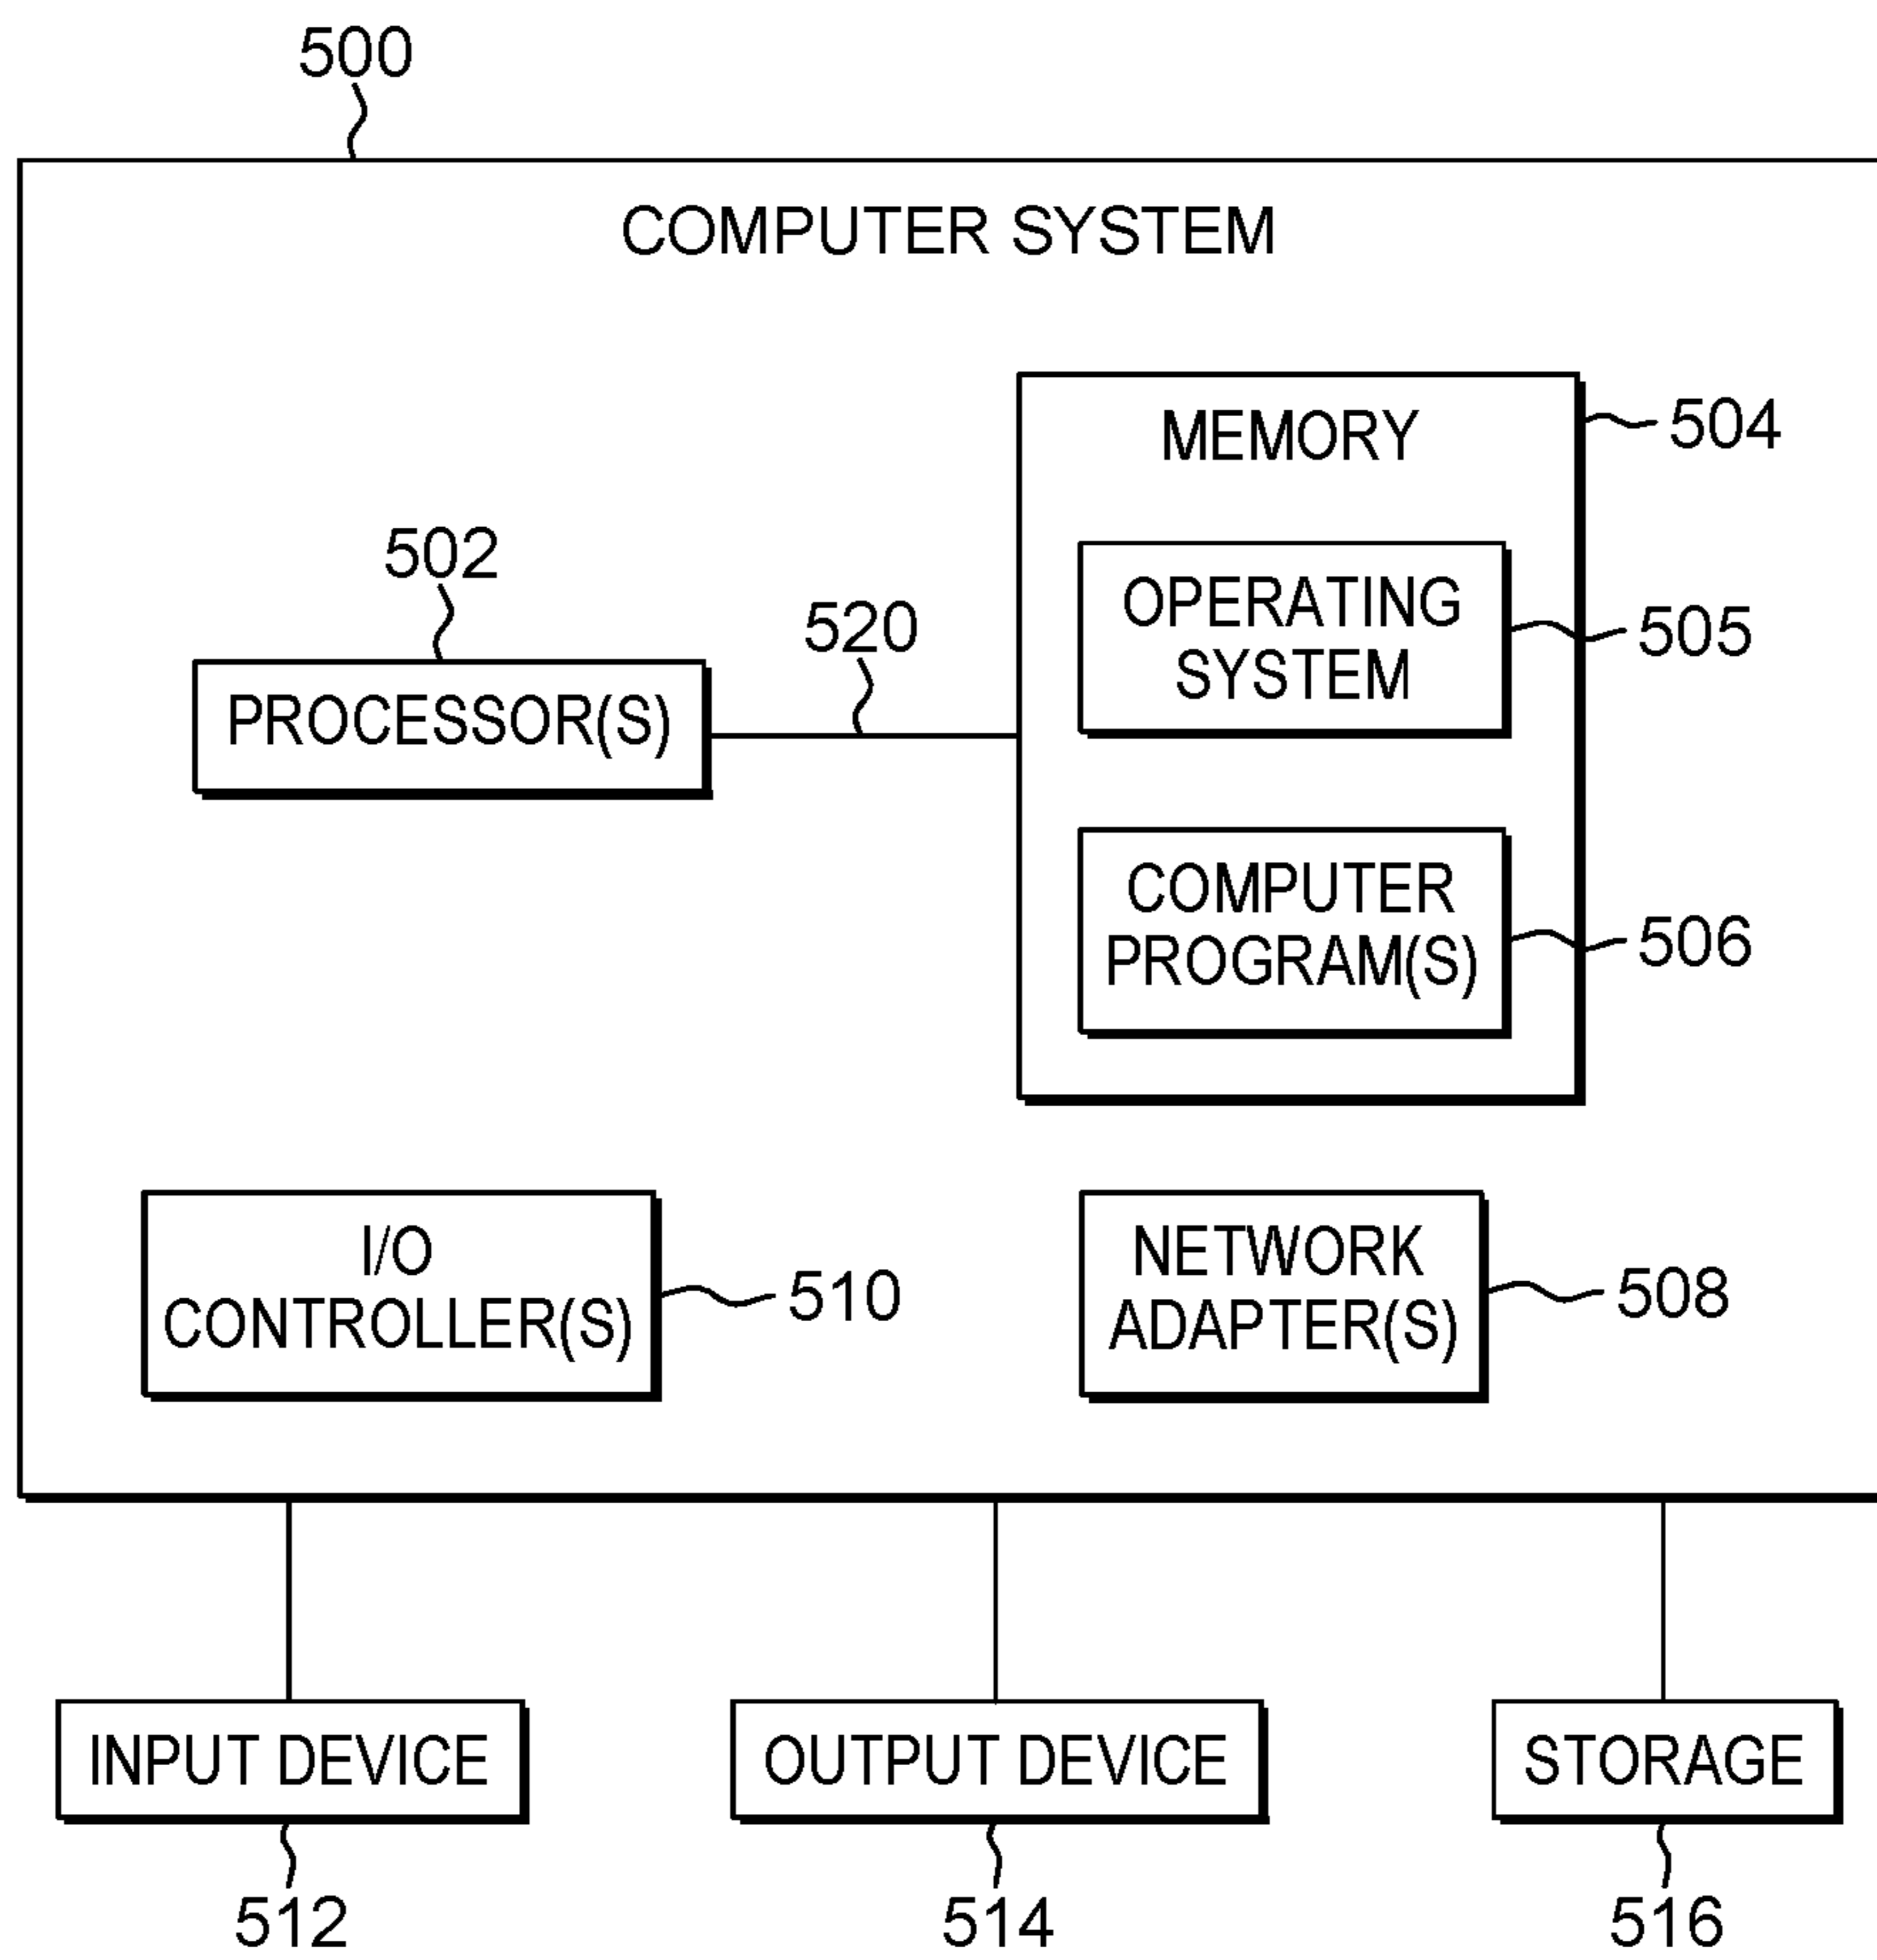 500
COMPUTER SYSTEM
MEMORY
504
502
520
OPERATING
SYSTEM
505
PROCESSOR(S)
COMPUTER
PROGRAM(S)
506
I/O
CONTROLLER(S)
510
NETWORK
ADAPTER(S)
508
INPUT DEVICE
OUTPUT DEVICE
STORAGE
512
514
516